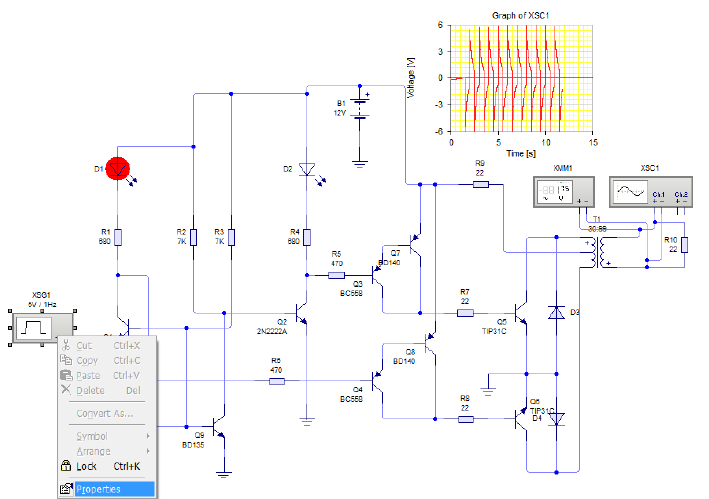 Graph of XSC1
Voltage [V]
6
3
0
-3
-6
0 5 10 15
Time [s]
B1
12V
+
D1
D2
R9
22
XMM1
XSC1
Ch.1 Ch.2
T1
R1
680
R2
7K
R3
7K
R4
680
R5
470
Q7
BD140
Q3
BC558
R10
22
R7
22
Q5
TIP31C
D3
XSG1
5V / 1Hz
Q2
2N2222A
Q8
BD140
R6
470
Q4
BC558
R8
22
Q6
TIP31C
D4
Q9
BD135
Cut Ctrl+X
Copy Ctrl+C
Paste Ctrl+V
Delete Del
Convert As...
Symbol
Arrange
Lock Ctrl+K
Properties